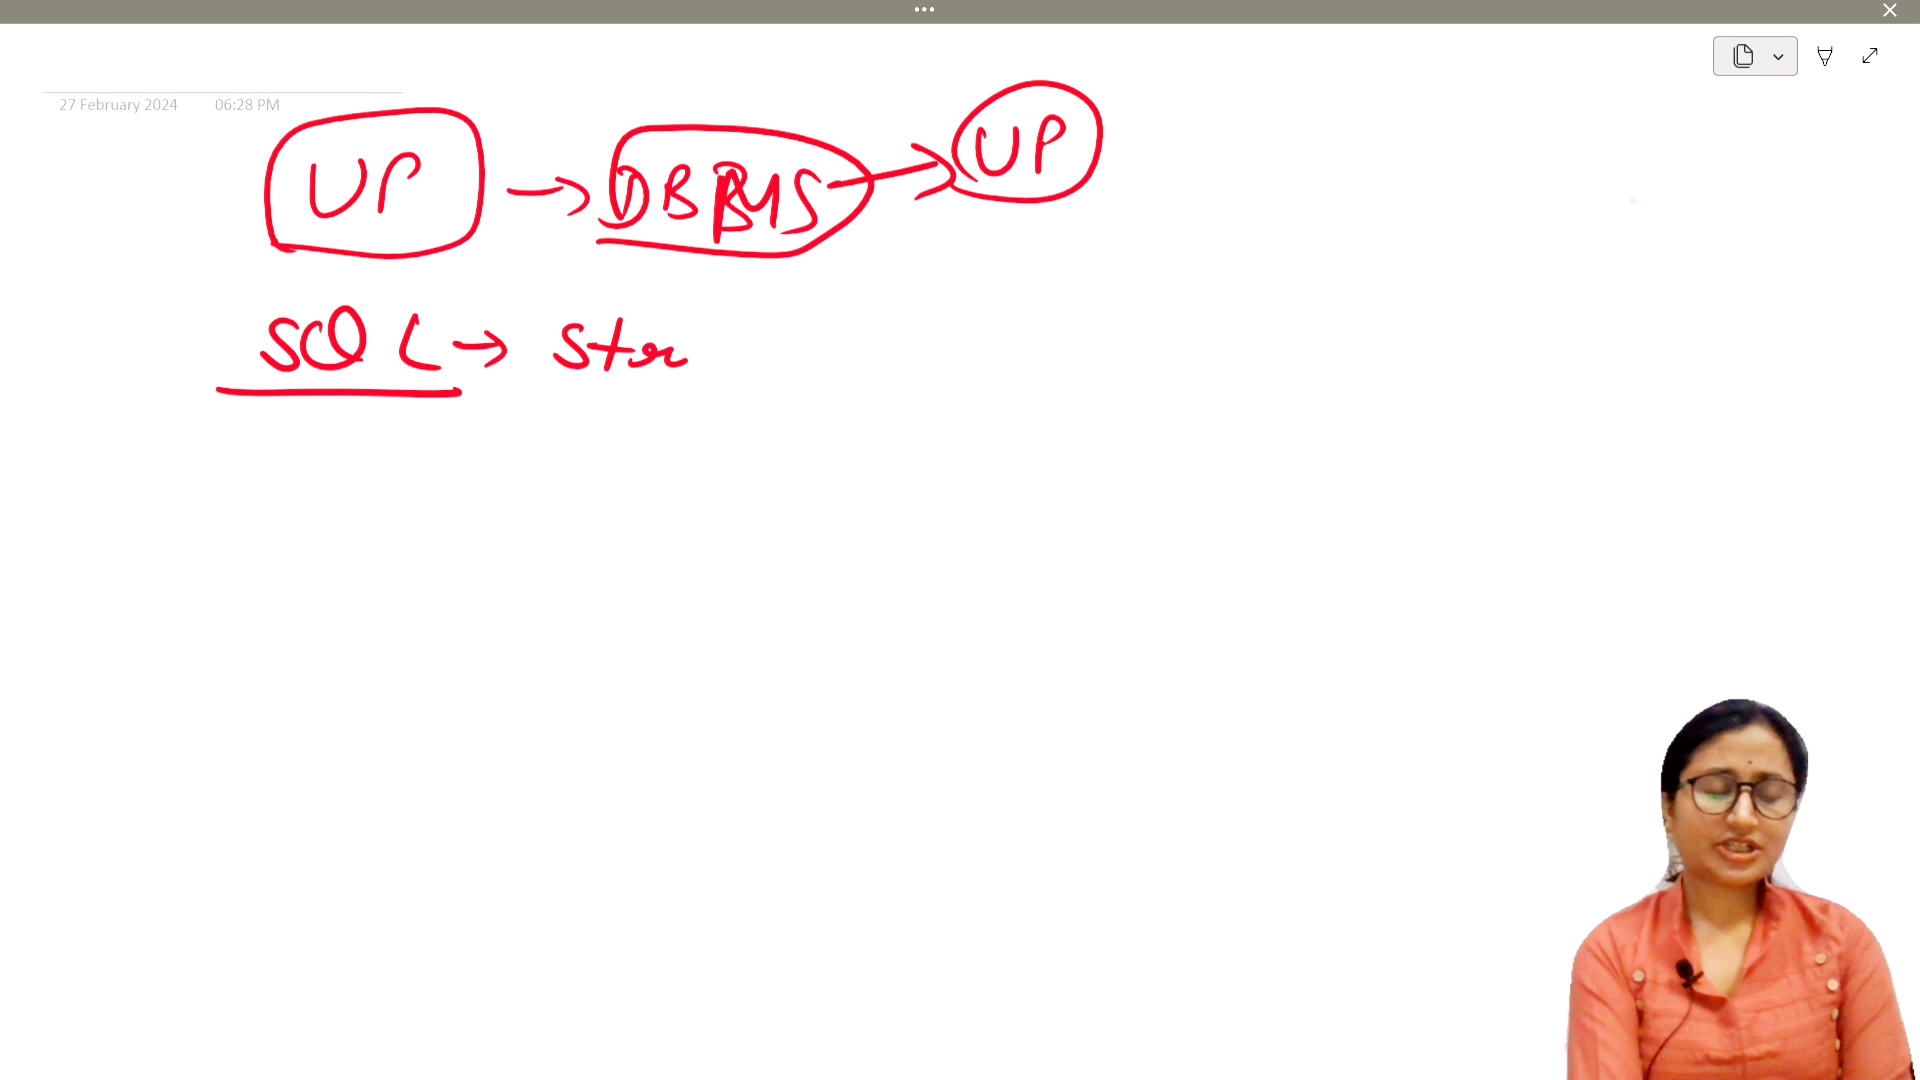 27 February 2024 06:28 PM
UP → DBMS → UP
SQL → Str